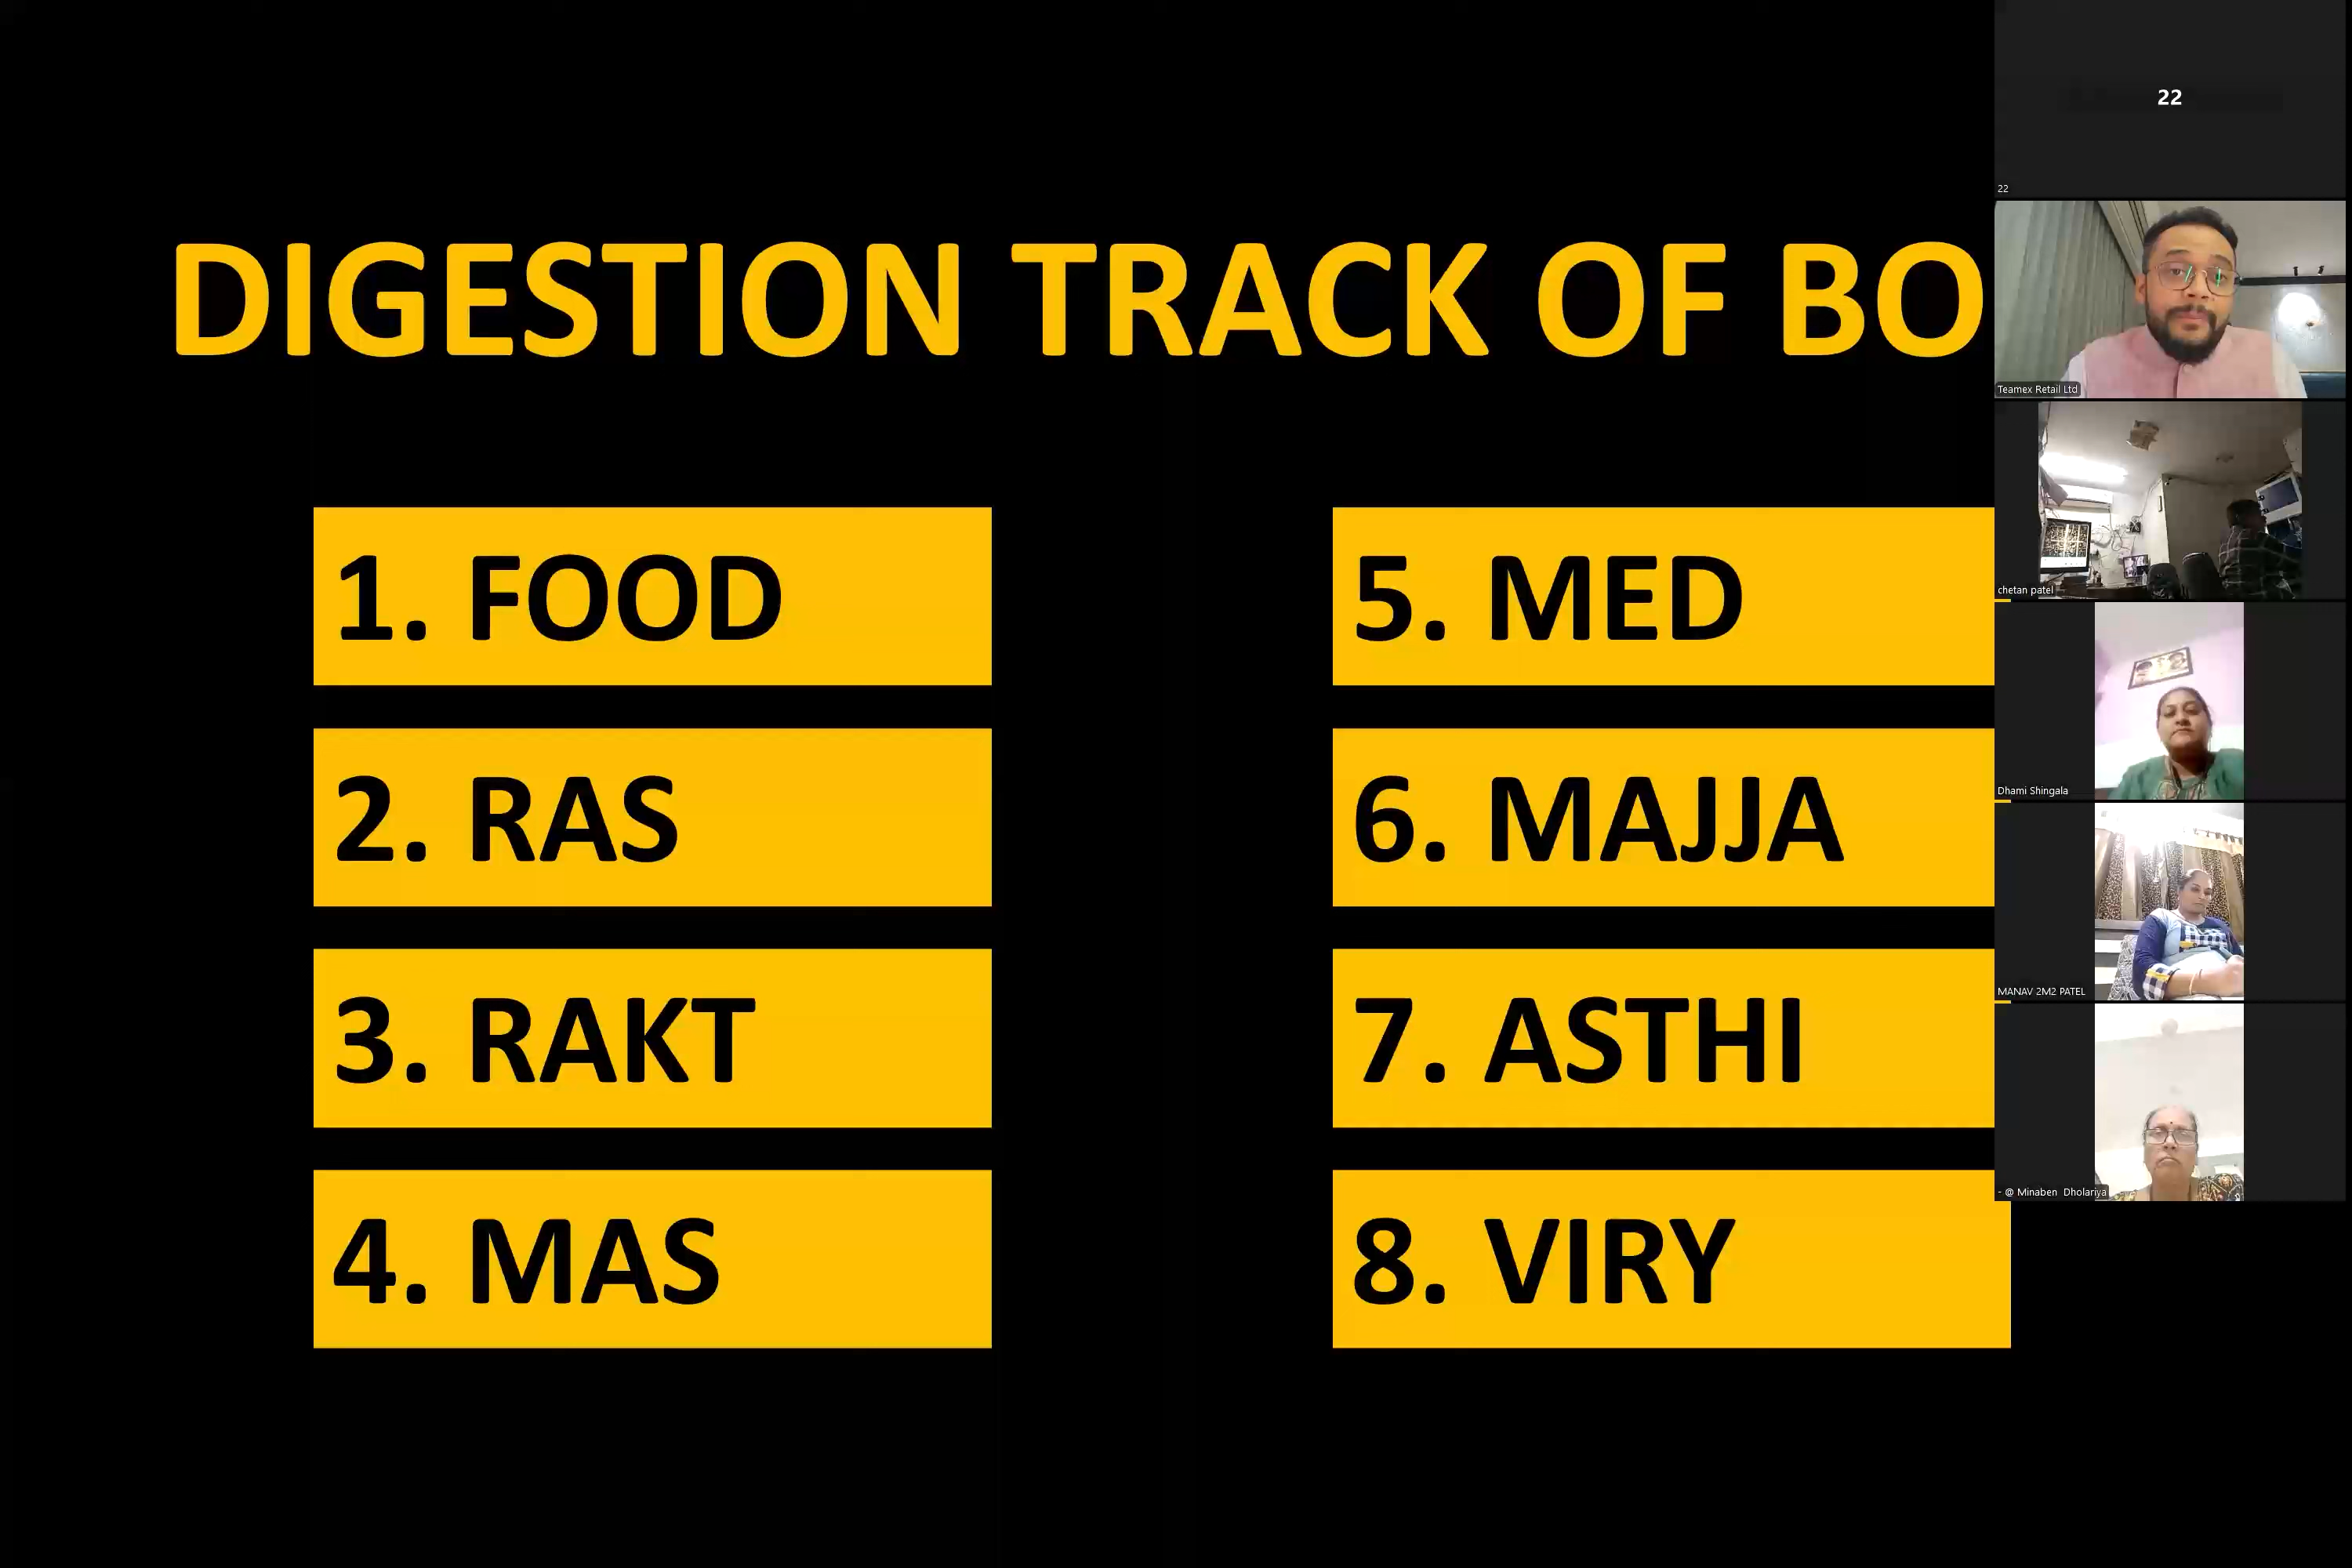 DIGESTION TRACK OF BO
1. FOOD
2. RAS
3. RAKT
4. MAS
5. MED
6. MAJJA
7. ASTHI
8. VIRY
22
22
Teamex Retail Ltd
chetan patel
Dhami Shingala
MANAV 2M2 PATEL
- @ Minaben Dholariya